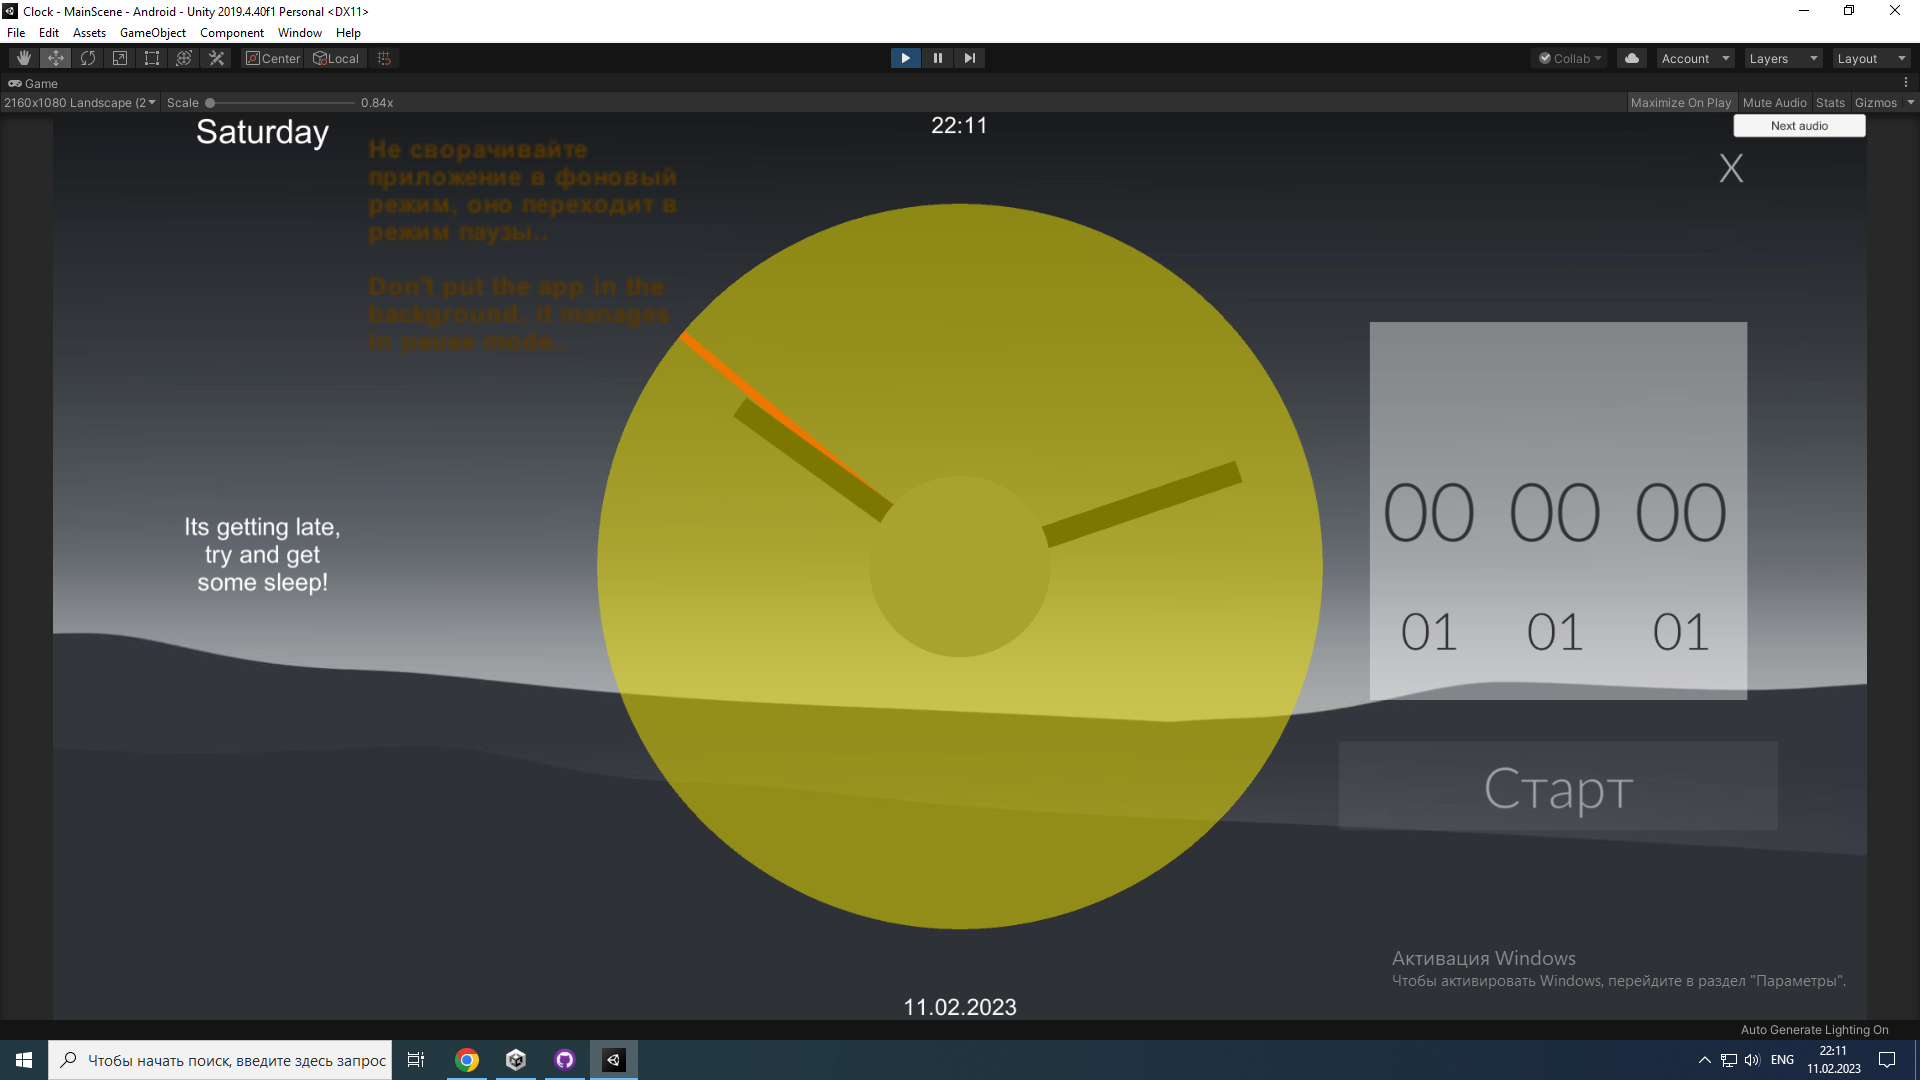 Clock - MainScene - Android - Unity 2019.4.40f1 Personal <DX11>
File Edit Assets GameObject Component Window Help
Center Local Collab Account Layers Layout
Game
2160x1080 Landscape (2 Scale 0.84x Maximize On Play Mute Audio Stats Gizmos
Saturday
22:11
Next audio
X
Не сворачивайте
приложение в фоновый
режим, оно переходит в
режим паузы..
Don't put the app in the
background, it manages
in pause mode..
Its getting late,
try and get
some sleep!
00 00 00
01 01 01
Старт
Активация Windows
Чтобы активировать Windows, перейдите в раздел "Параметры".
11.02.2023
Auto Generate Lighting On
Чтобы начать поиск, введите здесь запрос
ENG
22:11
11.02.2023